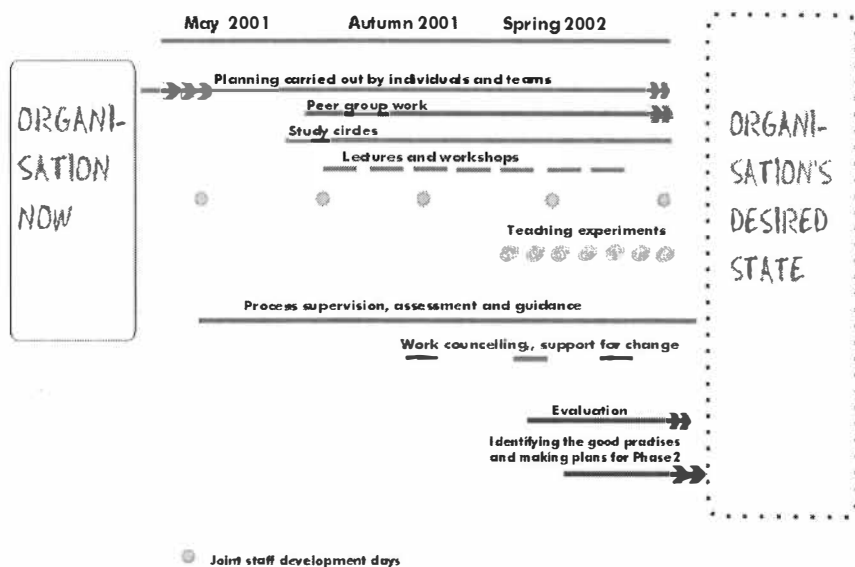 May 2001 Autumn 2001 Spring 2002
ORGANI-
SATION
NOW
Planning carried out by individuals and teams
Peer group work
Study circles
Lectures and workshops
Teaching experiments
Process supervision, assessment and guidance
Work councelling,, support for change
Evaluation
Identifying the good practises
and making plans for Phase 2
ORGANI-
SATION'S
DESIRED
STATE
Joint staff development days